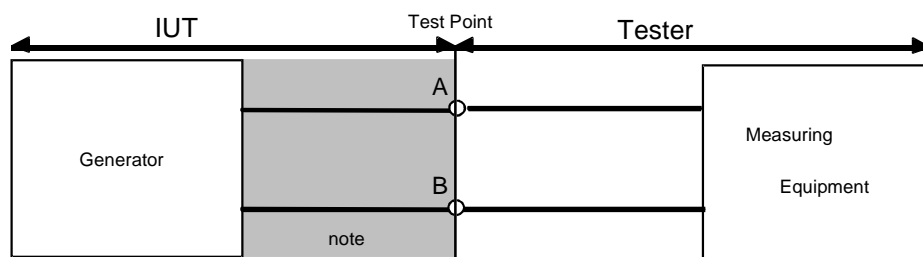 IUT
Test Point
Tester
A
Generator
Measuring
Equipment
B
note